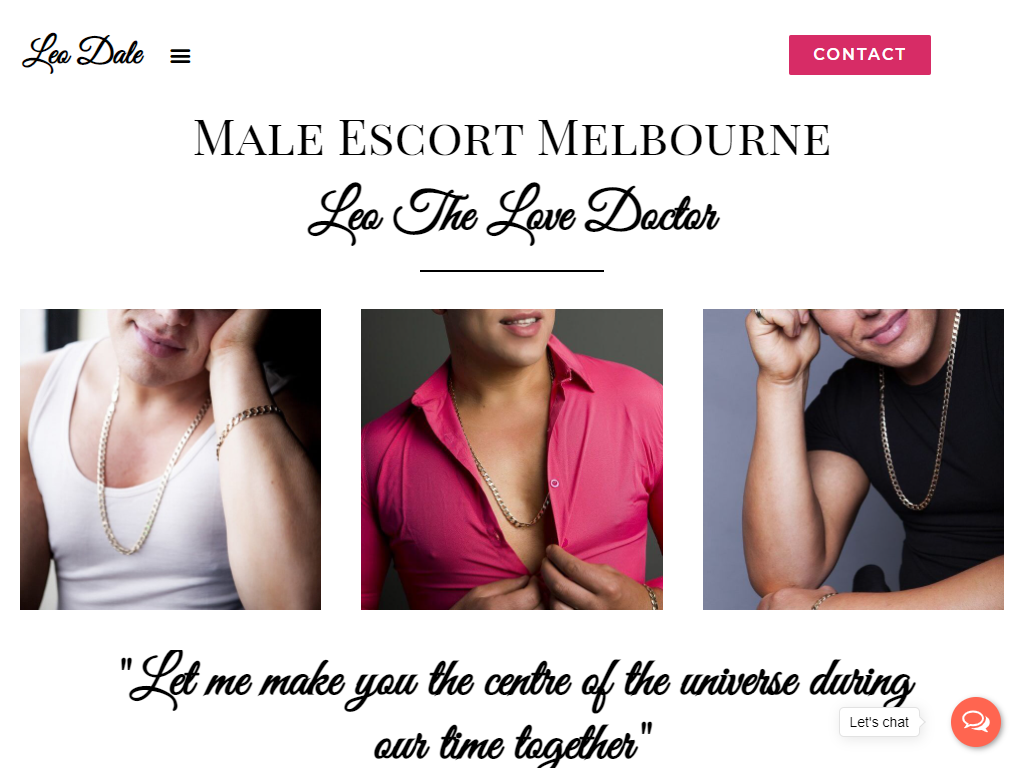 Leo Dale
CONTACT
Male Escort Melbourne
Leo The Love Doctor
"Let me make you the centre of the universe during
our time together"
Let's chat